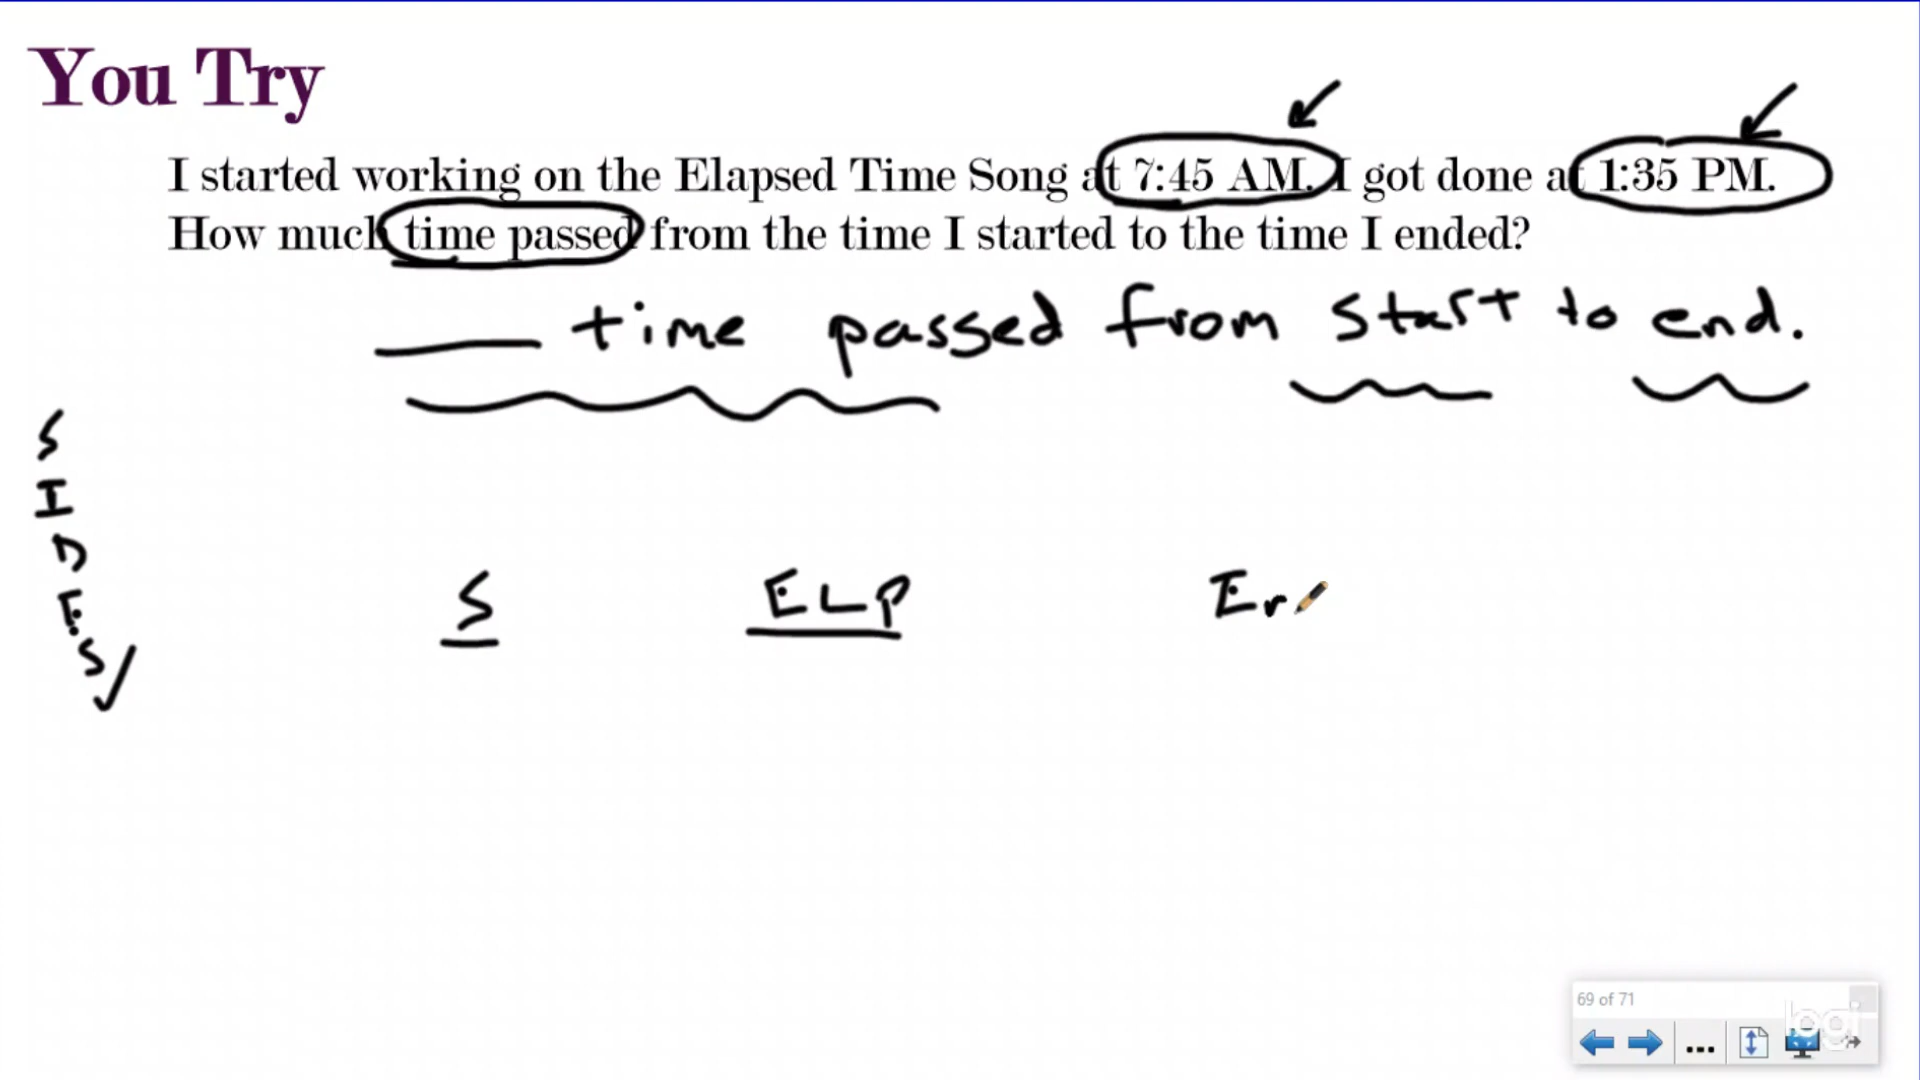 You Try
I started working on the Elapsed Time Song at 7:45 AM. I got done at 1:35 PM.
How much time passed from the time I started to the time I ended?
____ time passed from start to end.
S
I
D
E
S
S ELP En
69 of 71
logi